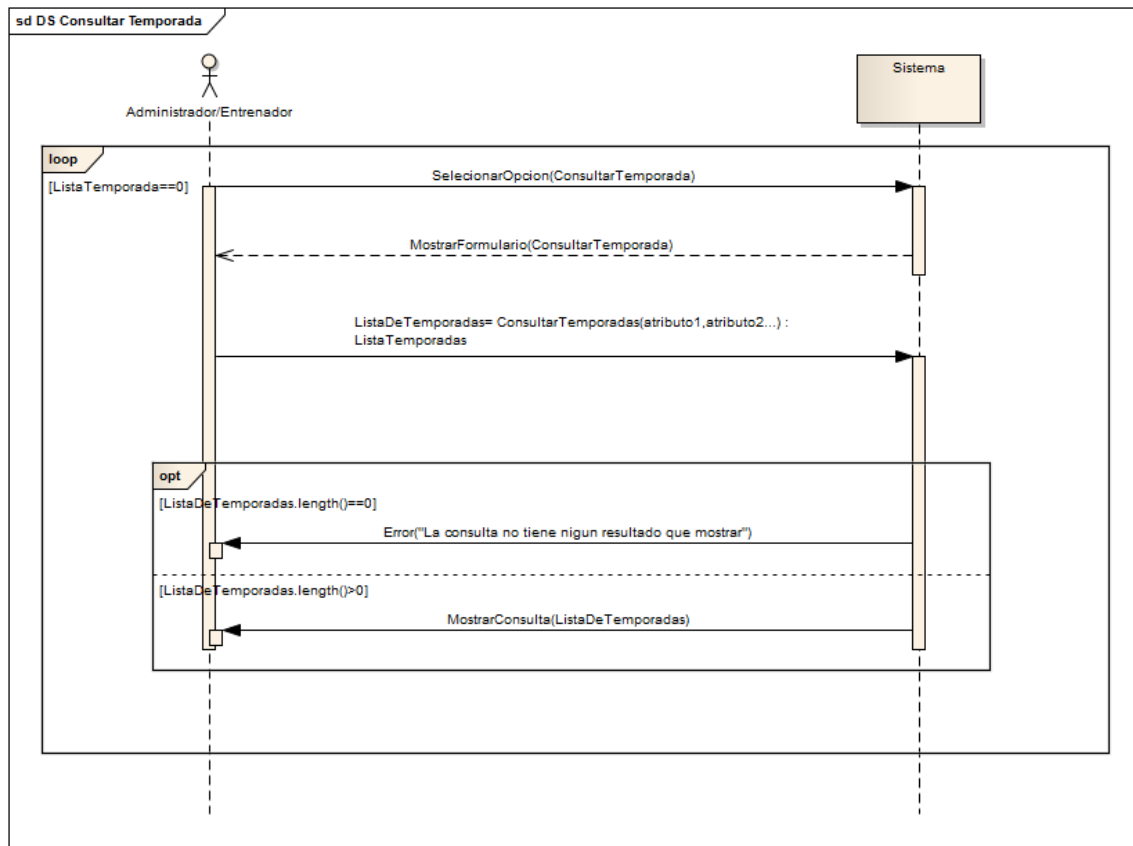 sd DS Consultar Temporada
Sistema
Administrador/Entrenador
loop
[ListaTemporada==0]
SelecionarOpcion(ConsultarTemporada)
MostrarFormulario(ConsultarTemporada)
ListaDeTemporadas= ConsultarTemporadas(atributo1,atributo2...) :
ListaTemporadas
opt
[ListaDeTemporadas.length()==0]
Error("La consulta no tiene nigun resultado que mostrar")
[ListaDeTemporadas.length()>0]
MostrarConsulta(ListaDeTemporadas)